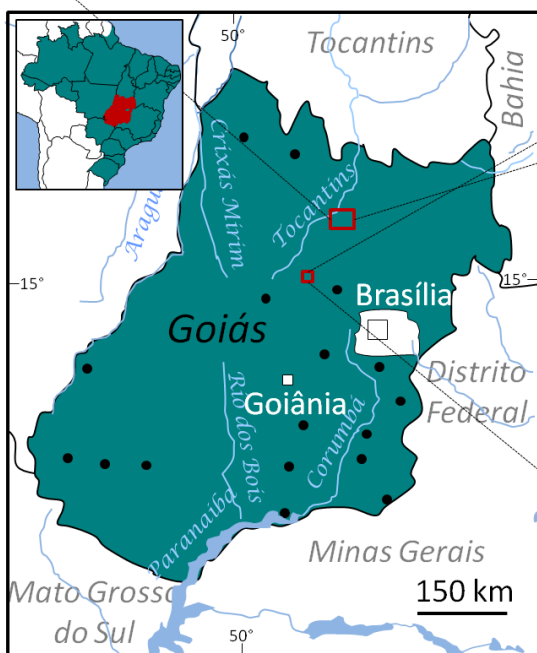 50°
Tocantins
Bahia
Crixás Mirim
Tocantins
Aragu
15°
15°
Brasília
Goiás
Goiânia
Distrito
Federal
Rio dos Bois
Corumbá
Paranaíba
Minas Gerais
Mato Grosso
do Sul
150 km
50°